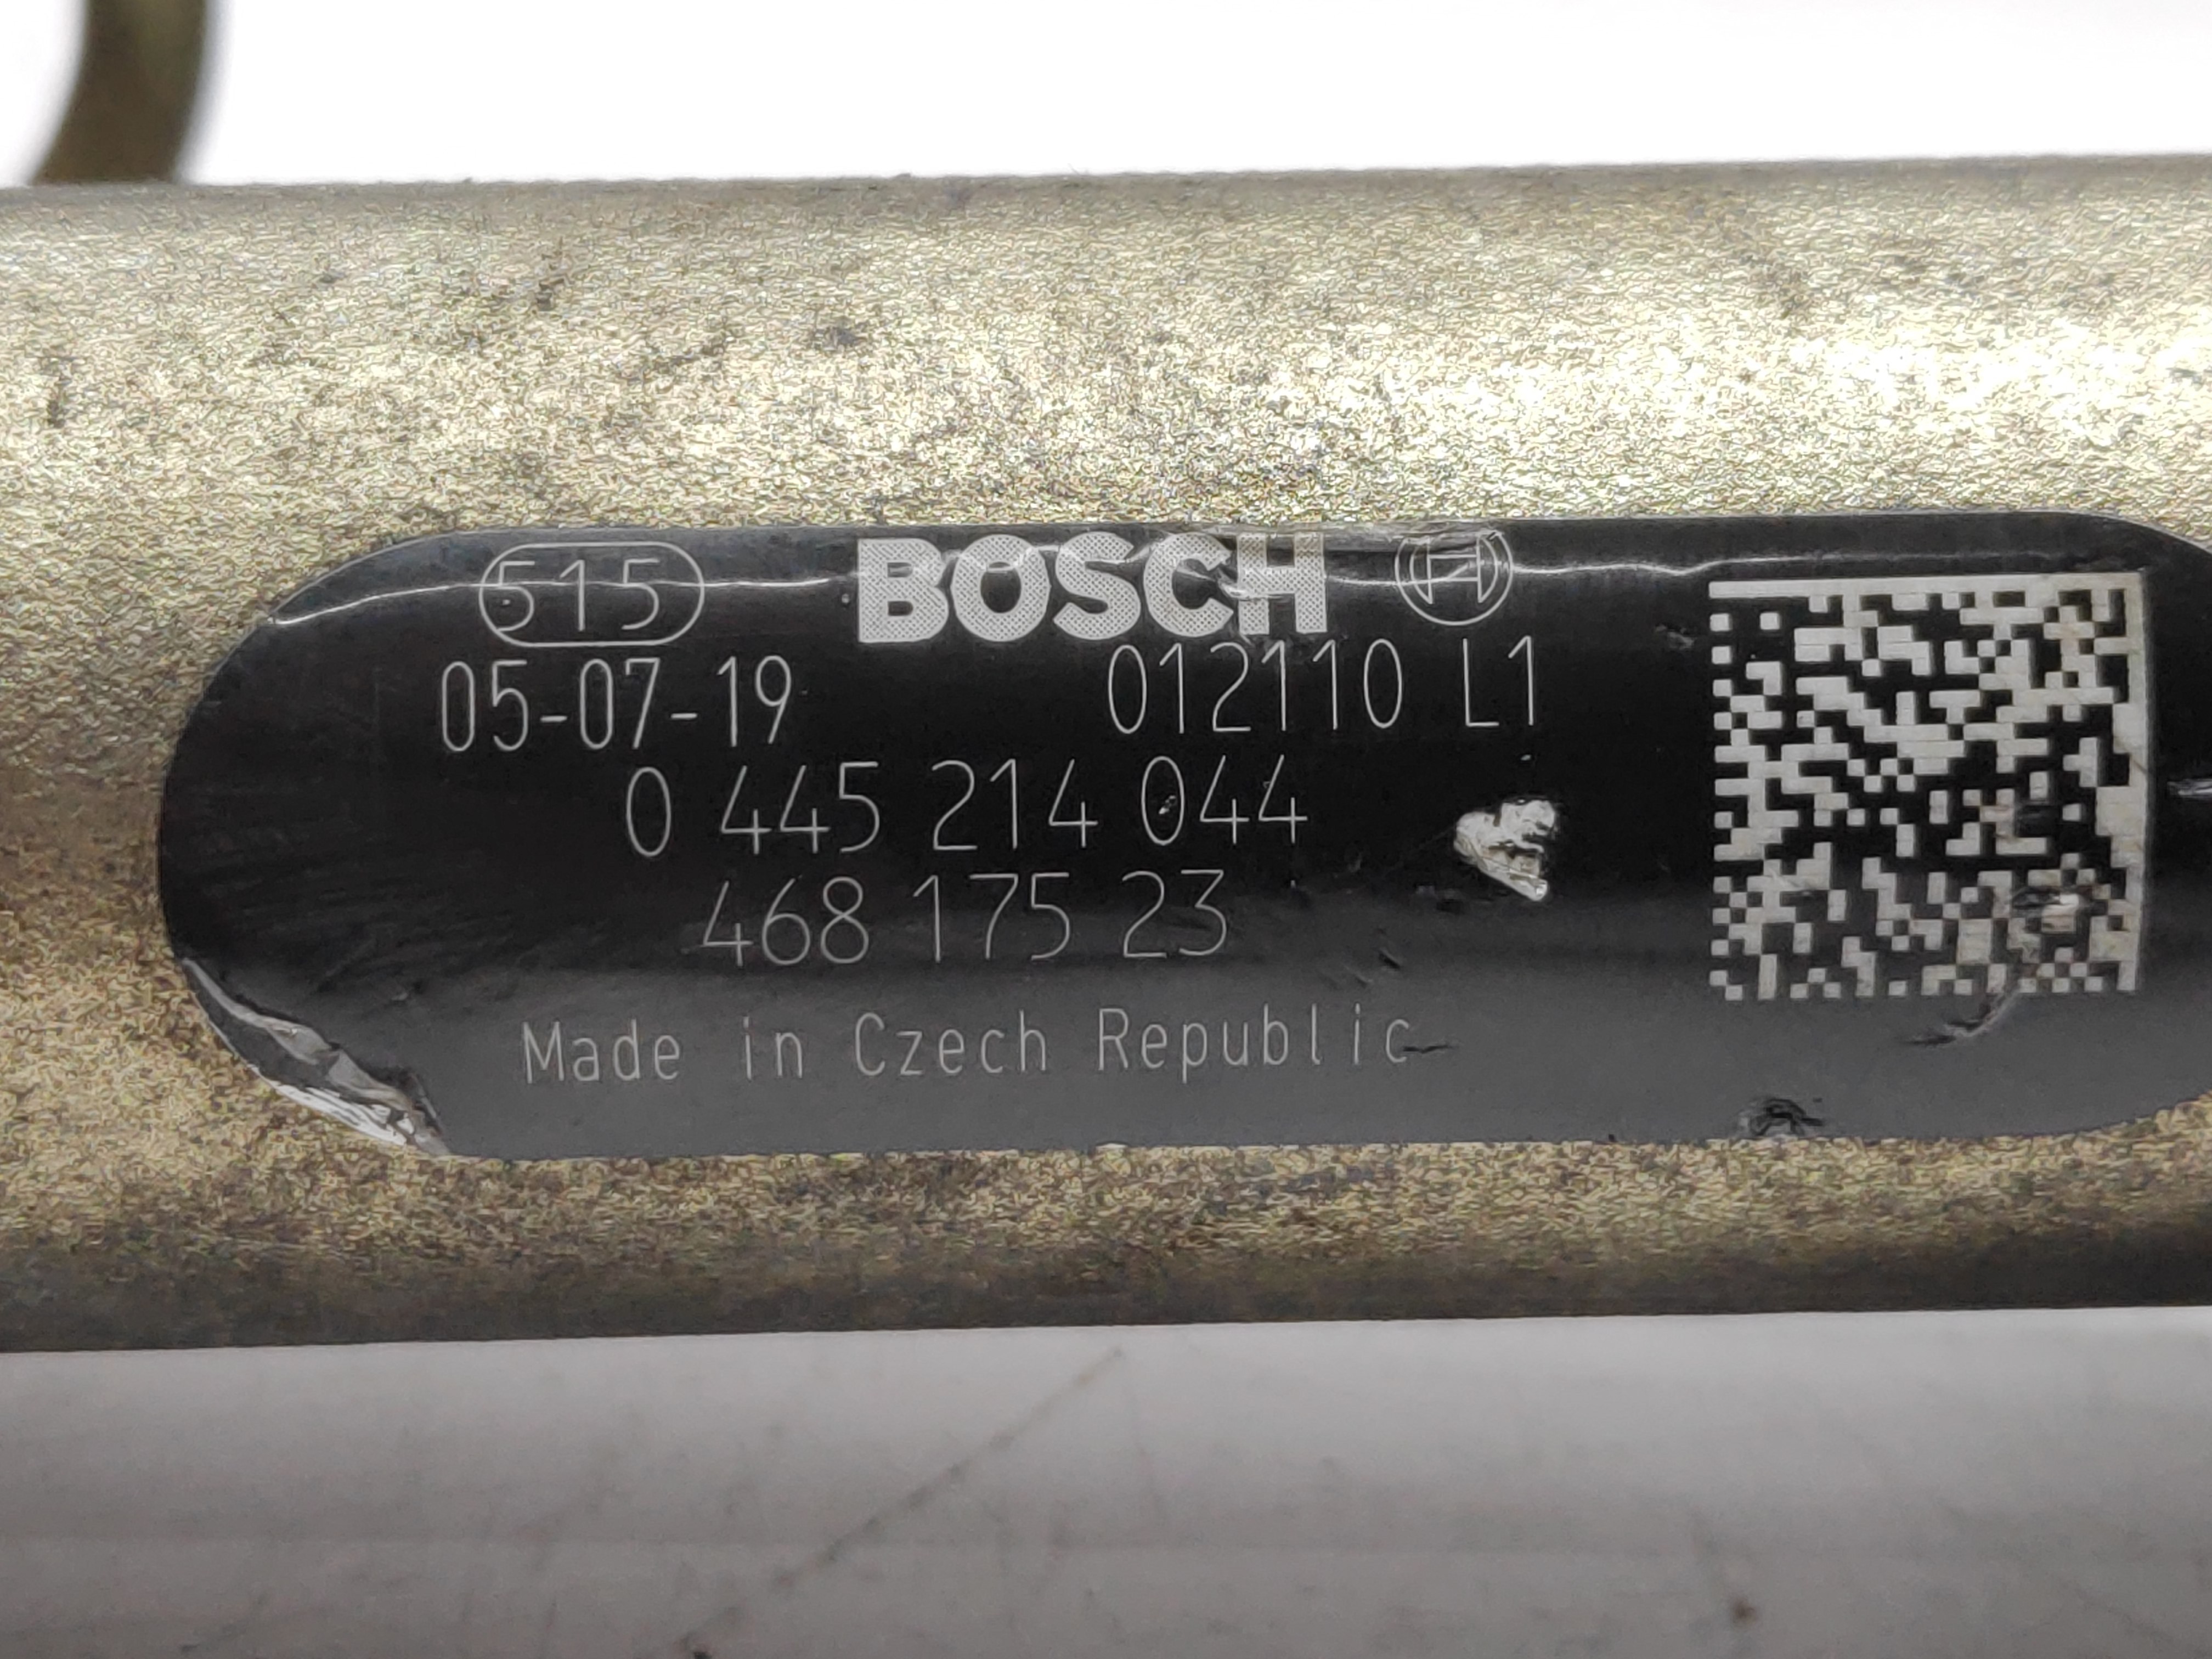 515 BOSCH
05-07-19 012110 L1
0 445 214 044
468 175 23
Made in Czech Republic